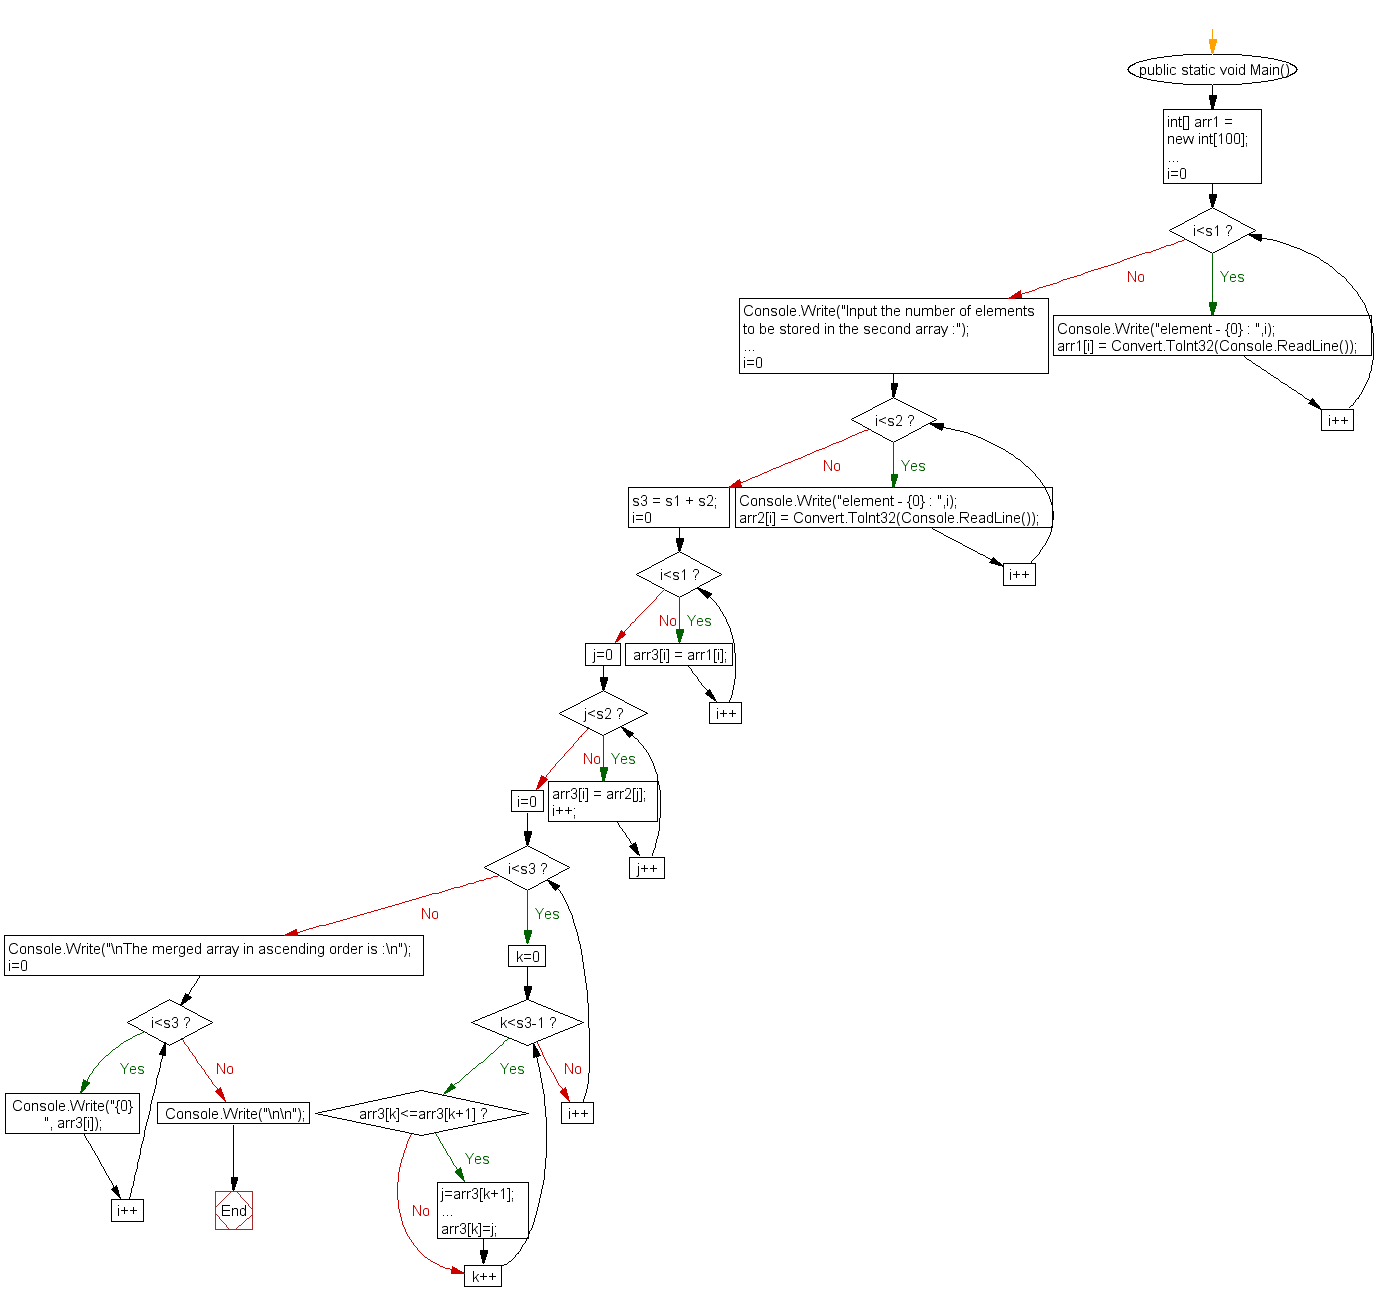 public static void Main()
int[] arr1 =
new int[100];
...
i=0
i<s1 ?
No
Yes
Console.Write("Input the number of elements
to be stored in the second array :");
...
i=0
Console.Write("element - {0} : ",i);
arr1[i] = Convert.ToInt32(Console.ReadLine());
i++
i<s2 ?
No
Yes
s3 = s1 + s2;
i=0
Console.Write("element - {0} : ",i);
arr2[i] = Convert.ToInt32(Console.ReadLine());
i++
i<s1 ?
No
Yes
j=0
arr3[i] = arr1[i];
i++
j<s2 ?
No
Yes
i=0
arr3[i] = arr2[j];
i++;
j++
i<s3 ?
No
Yes
Console.Write("\nThe merged array in ascending order is :\n");
i=0
k=0
i<s3 ?
k<s3-1 ?
Yes
No
Yes
No
Console.Write("{0}
", arr3[i]);
Console.Write("\n\n");
arr3[k]<=arr3[k+1] ?
i++
Yes
i++
End
No
j=arr3[k+1];
...
arr3[k]=j;
k++